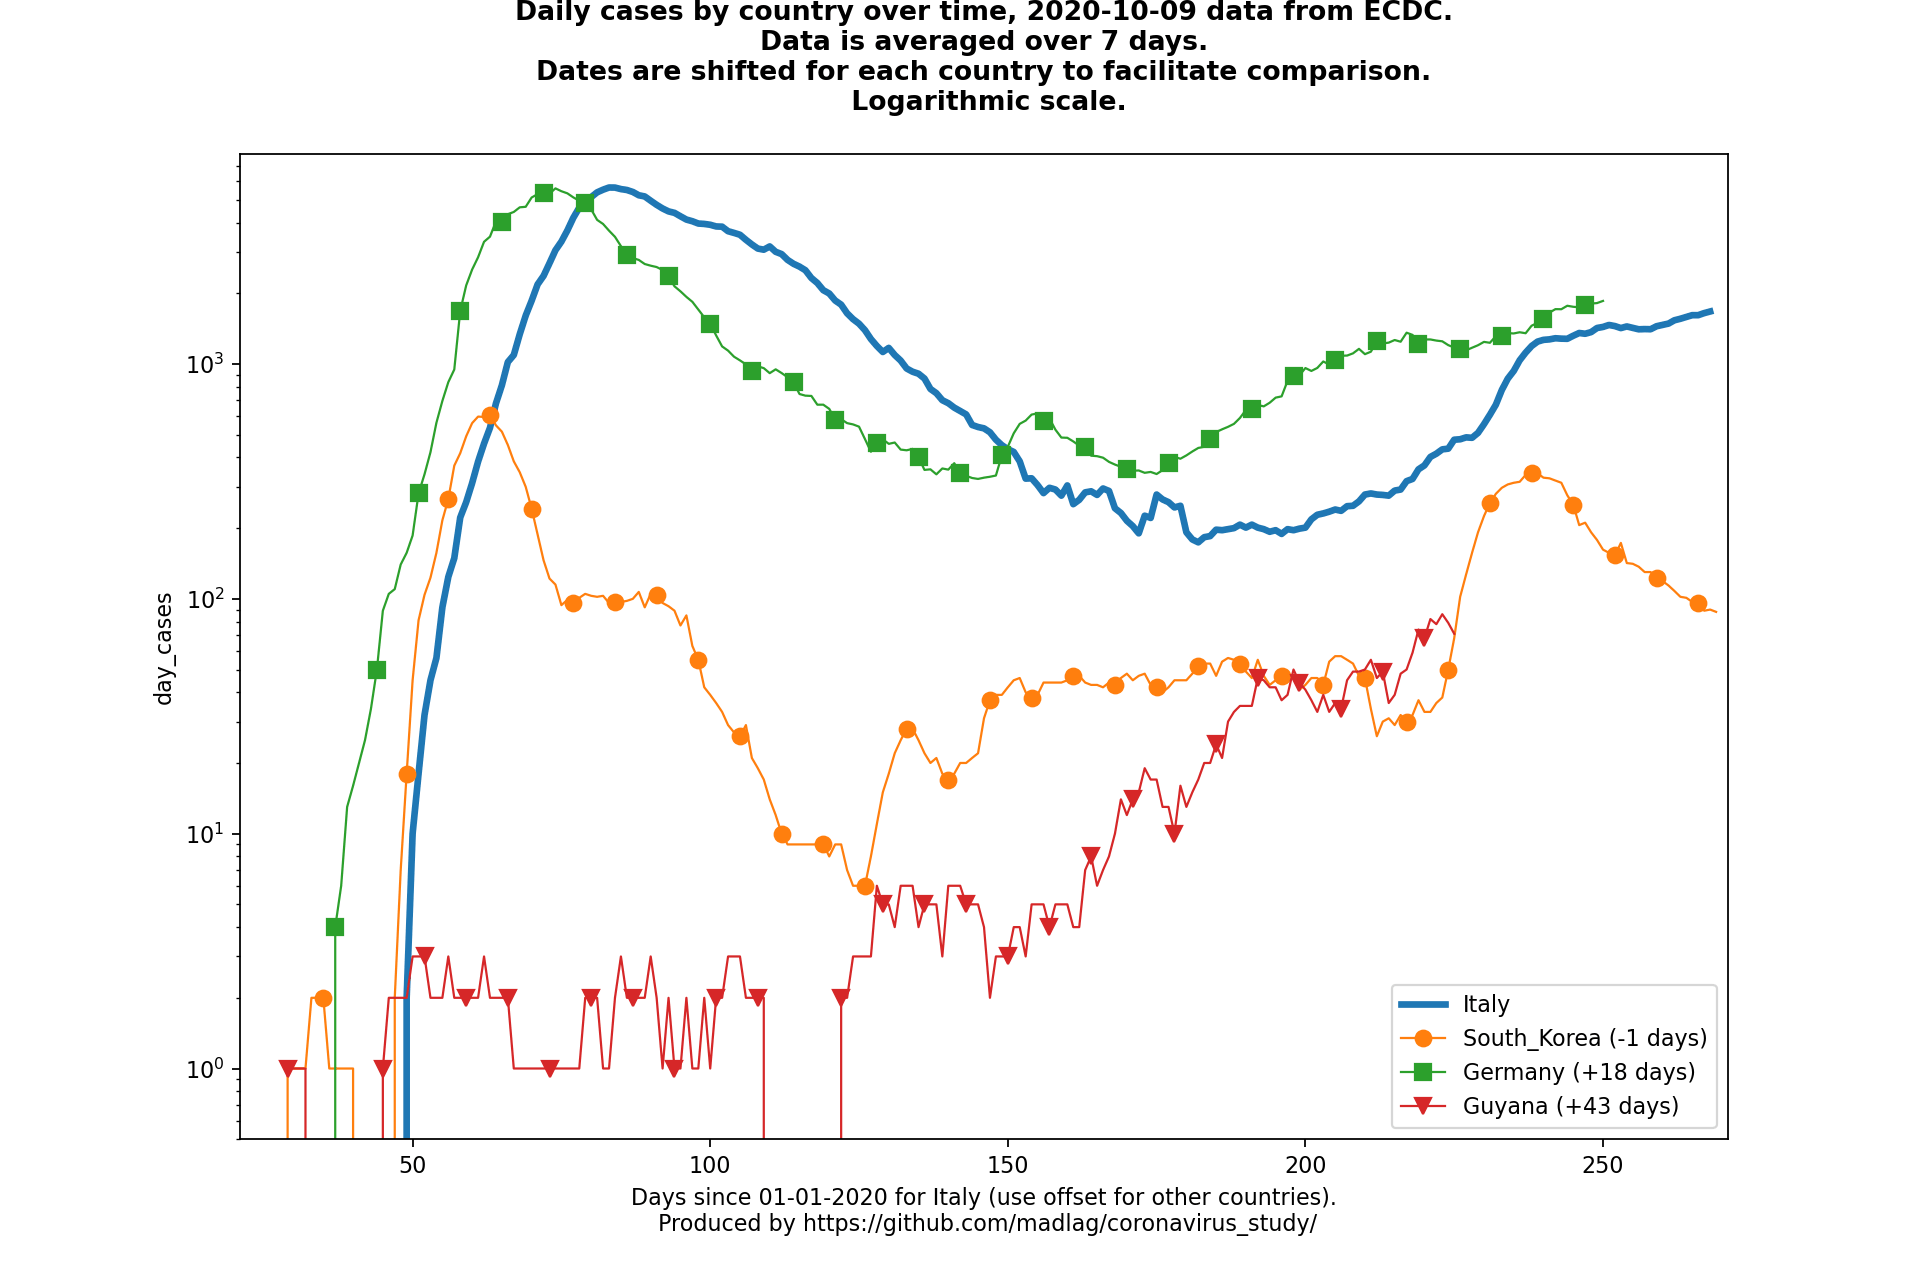 Daily cases by country over time, 2020-10-09 data from ECDC.
Data is averaged over 7 days.
Dates are shifted for each country to facilitate comparison.
Logarithmic scale.
day_cases
10³
10²
10¹
10⁰
Italy
South_Korea (-1 days)
Germany (+18 days)
Guyana (+43 days)
50
100
150
200
250
Days since 01-01-2020 for Italy (use offset for other countries).
Produced by https://github.com/madlag/coronavirus_study/